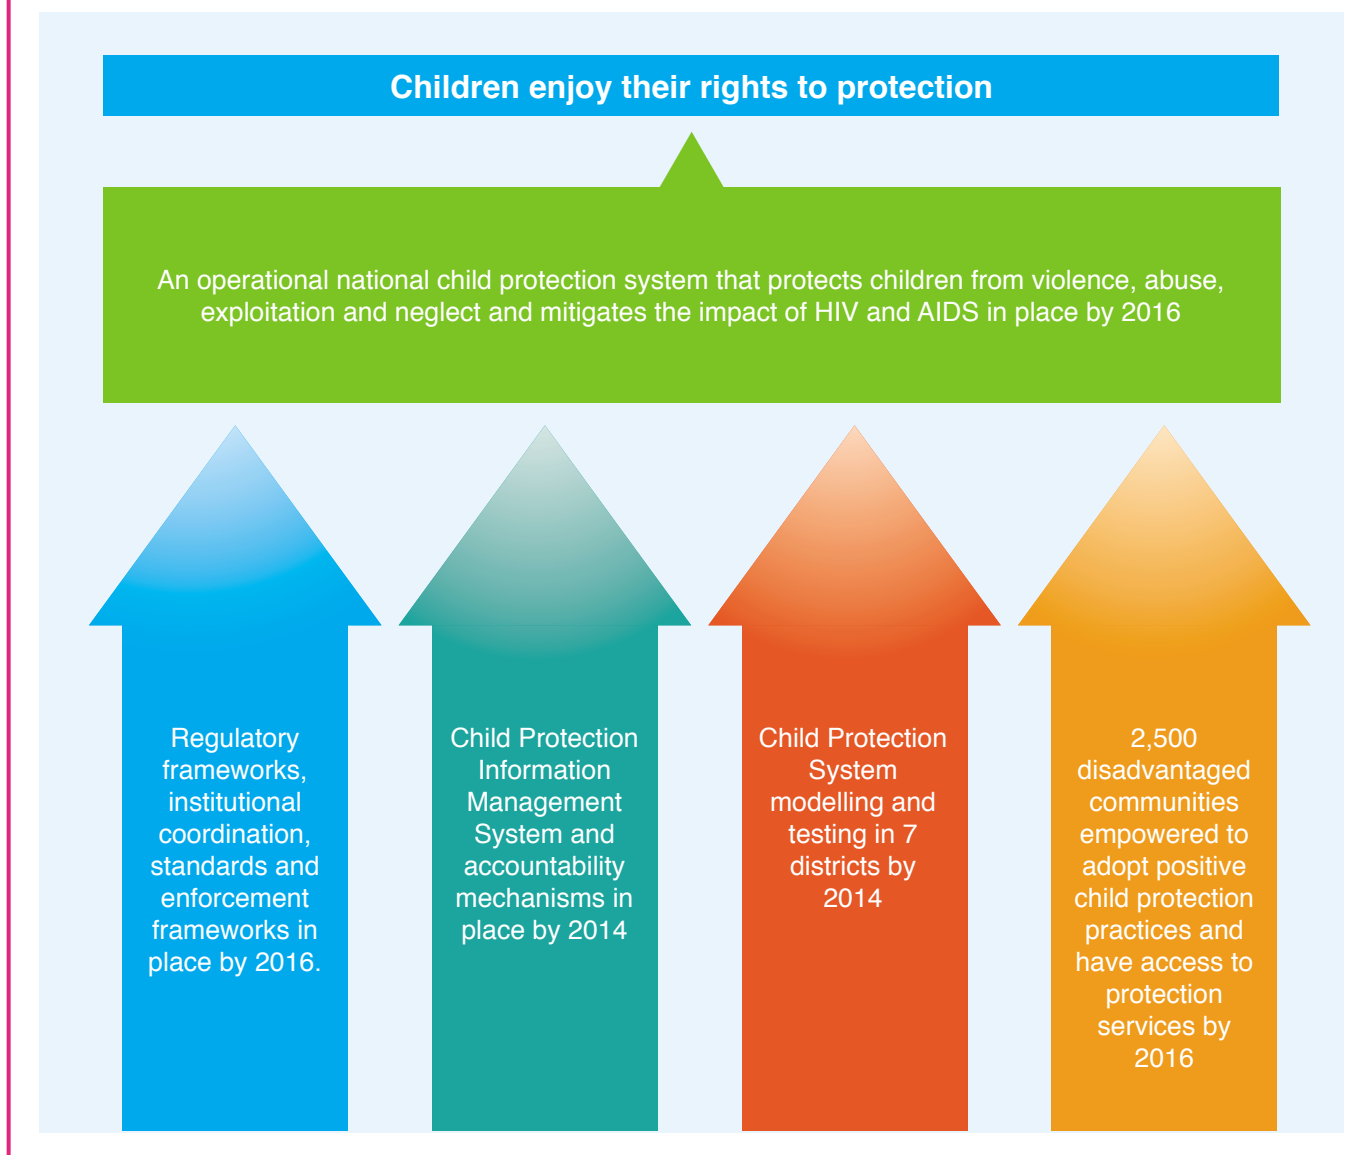 Children enjoy their rights to protection
An operational national child protection system that protects children from violence, abuse,
exploitation and neglect and mitigates the impact of HIV and AIDS in place by 2016
Regulatory
frameworks,
institutional
coordination,
standards and
enforcement
frameworks in
place by 2016.
Child Protection
Information
Management
System and
accountability
mechanisms in
place by 2014
Child Protection
System
modelling and
testing in 7
districts by
2014
2,500
disadvantaged
communities
empowered to
adopt positive
child protection
practices and
have access to
protection
services by
2016